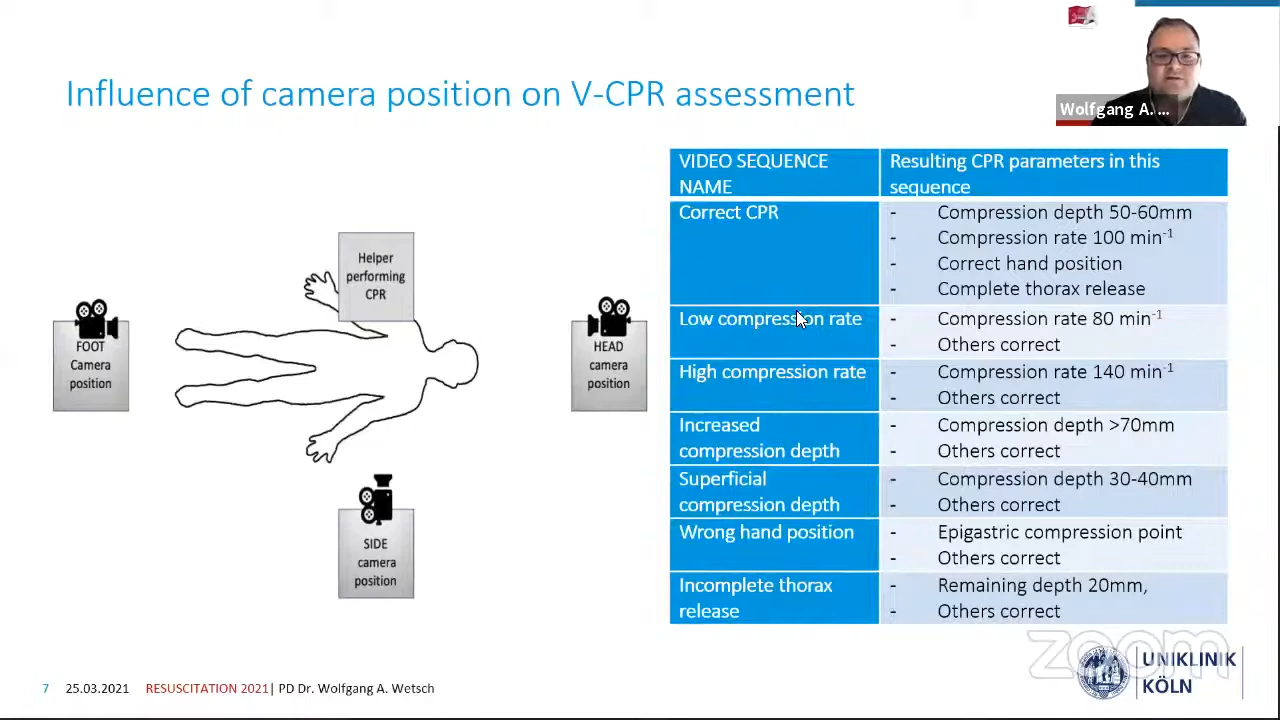 Influence of camera position on V-CPR assessment
Wolfgang A. ...
Helper
performing
CPR
FOOT
Camera
position
HEAD
camera
position
SIDE
camera
position
VIDEO SEQUENCE
NAME
Resulting CPR parameters in this
sequence
Correct CPR
- Compression depth 50-60mm
- Compression rate 100 min⁻¹
- Correct hand position
- Complete thorax release
Low compression rate
- Compression rate 80 min⁻¹
- Others correct
High compression rate
- Compression rate 140 min⁻¹
- Others correct
Increased
compression depth
- Compression depth >70mm
- Others correct
Superficial
compression depth
- Compression depth 30-40mm
- Others correct
Wrong hand position
- Epigastric compression point
- Others correct
Incomplete thorax
release
- Remaining depth 20mm,
- Others correct
zoom
UNIKLINIK
KÖLN
7 25.03.2021 RESUSCITATION 2021| PD Dr. Wolfgang A. Wetsch